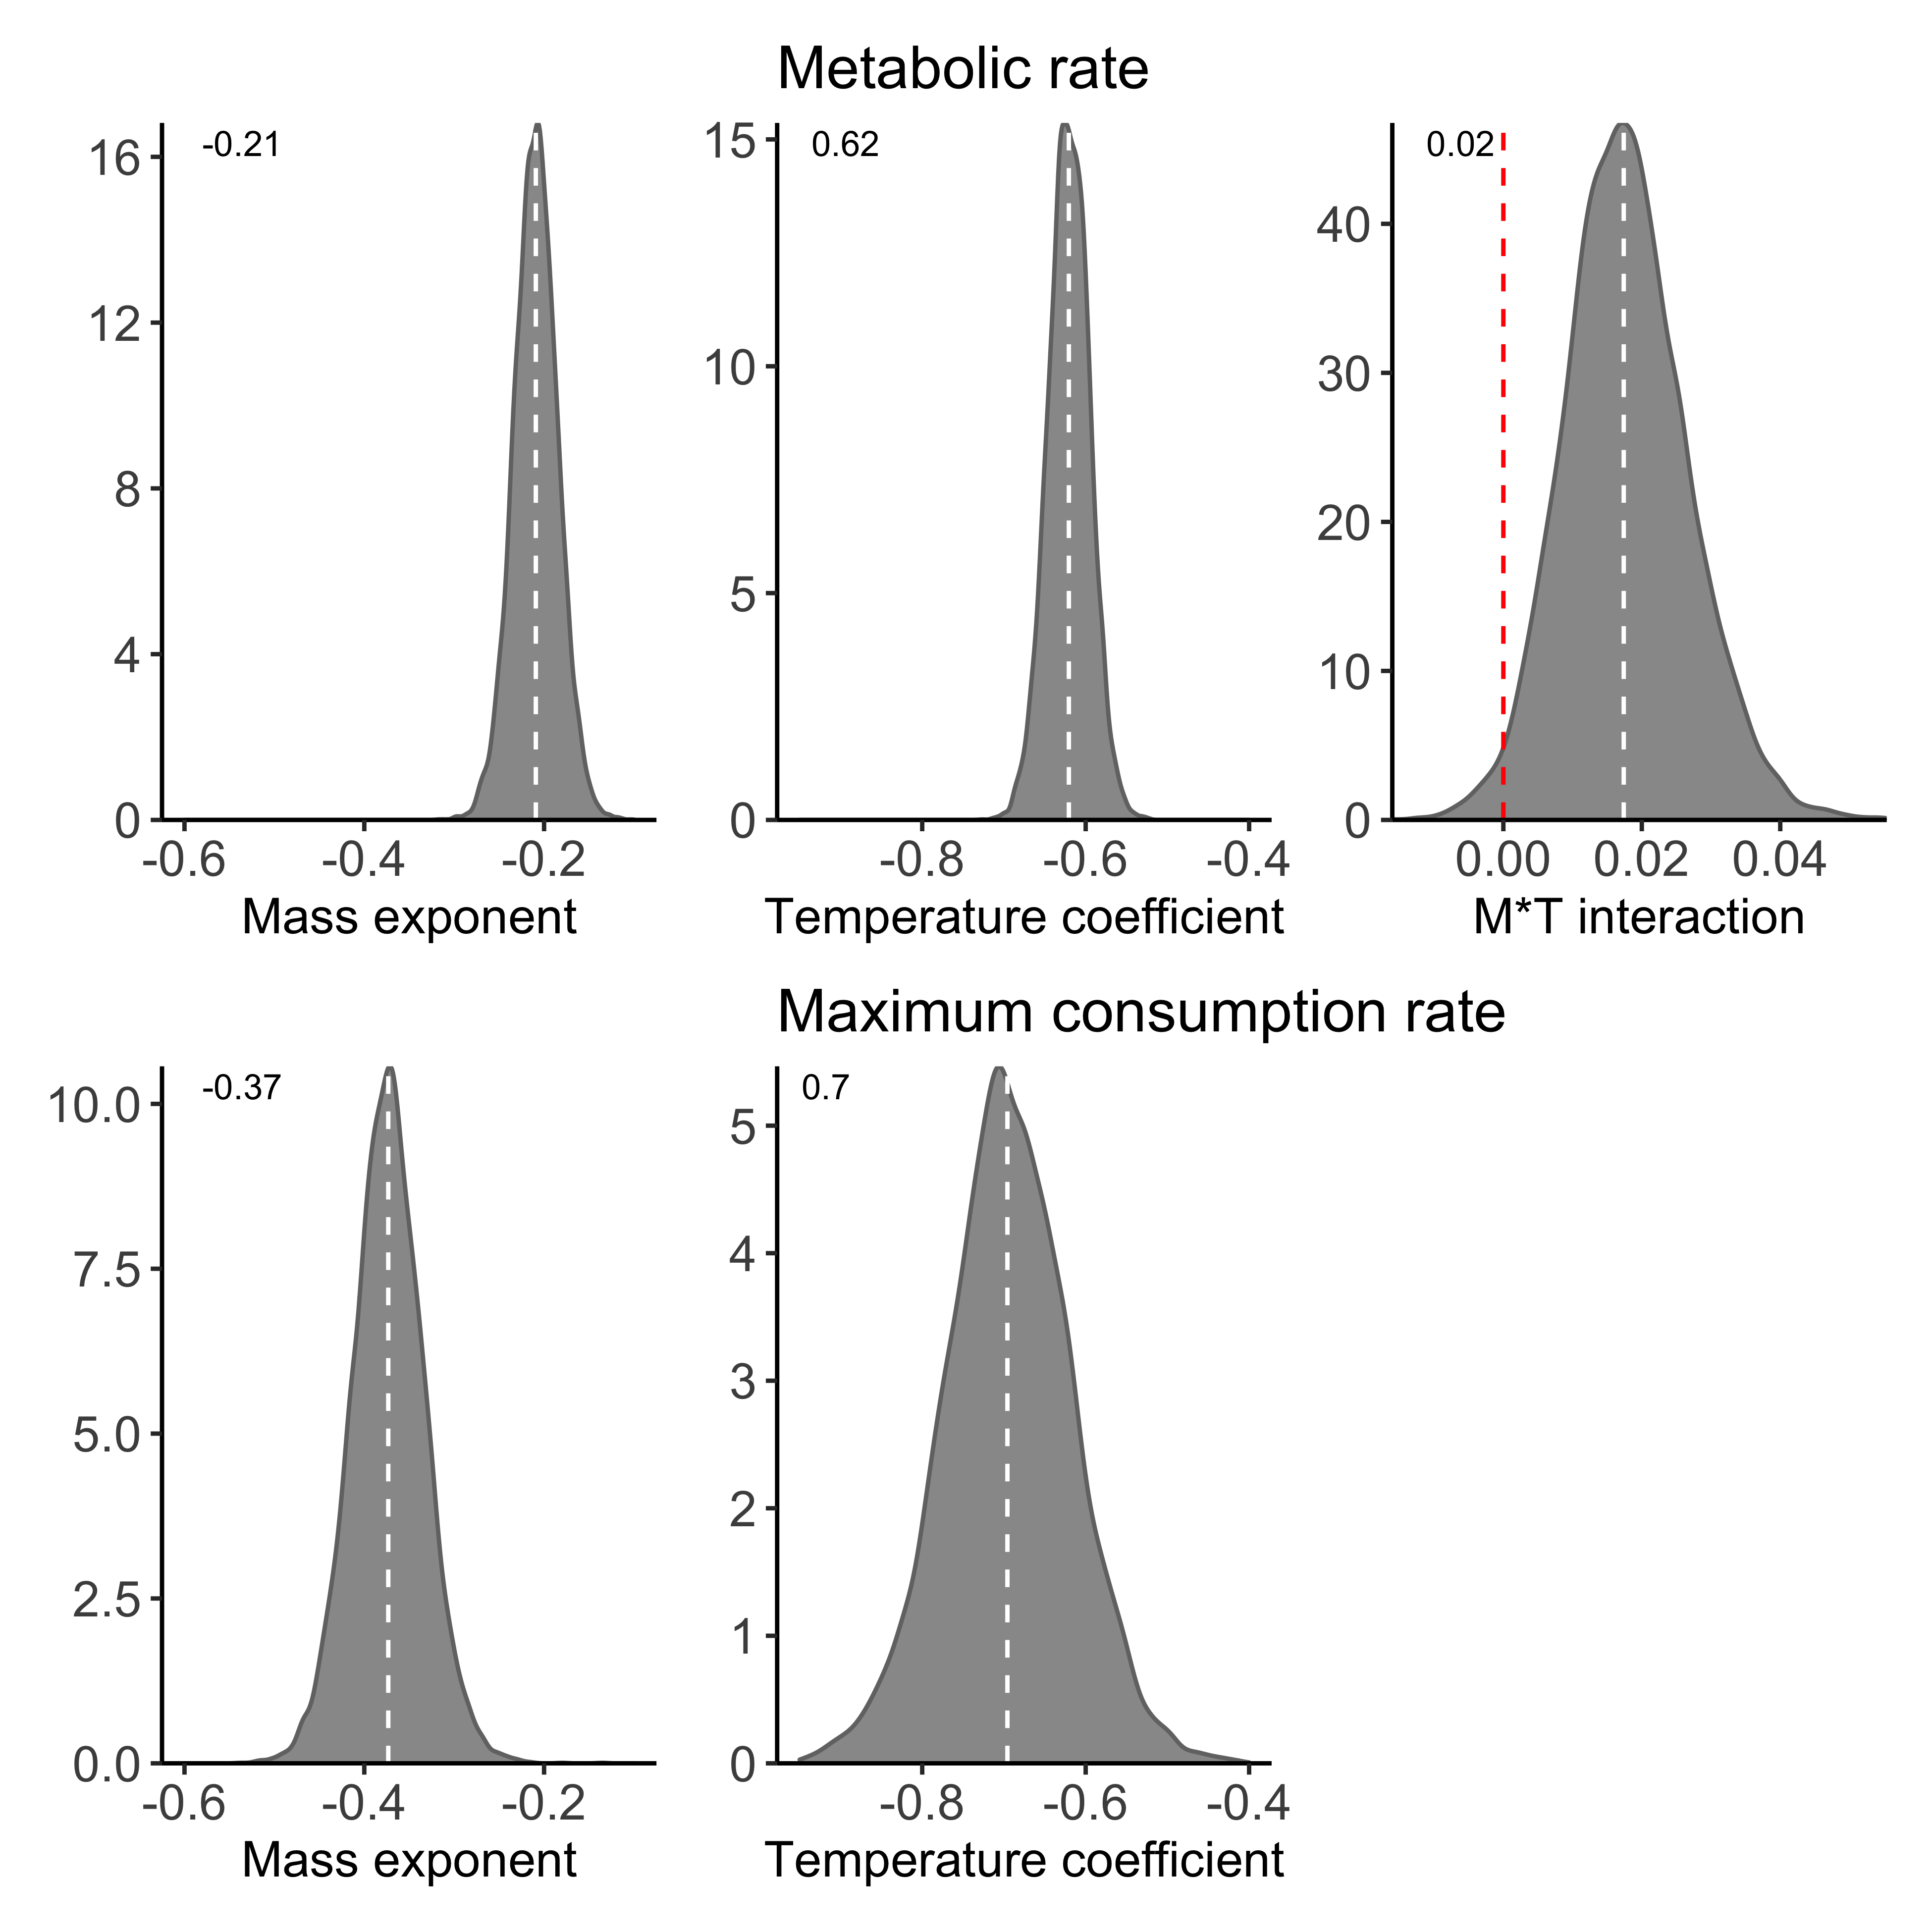 Metabolic rate
-0.21
16
12
8
4
0
-0.6 -0.4 -0.2
Mass exponent
0.62
15
10
5
0
-0.8 -0.6 -0.4
Temperature coefficient
0.02
40
30
20
10
0
0.00 0.02 0.04
M*T interaction
Maximum consumption rate
-0.37
10.0
7.5
5.0
2.5
0.0
-0.6 -0.4 -0.2
Mass exponent
0.7
5
4
3
2
1
0
-0.8 -0.6 -0.4
Temperature coefficient